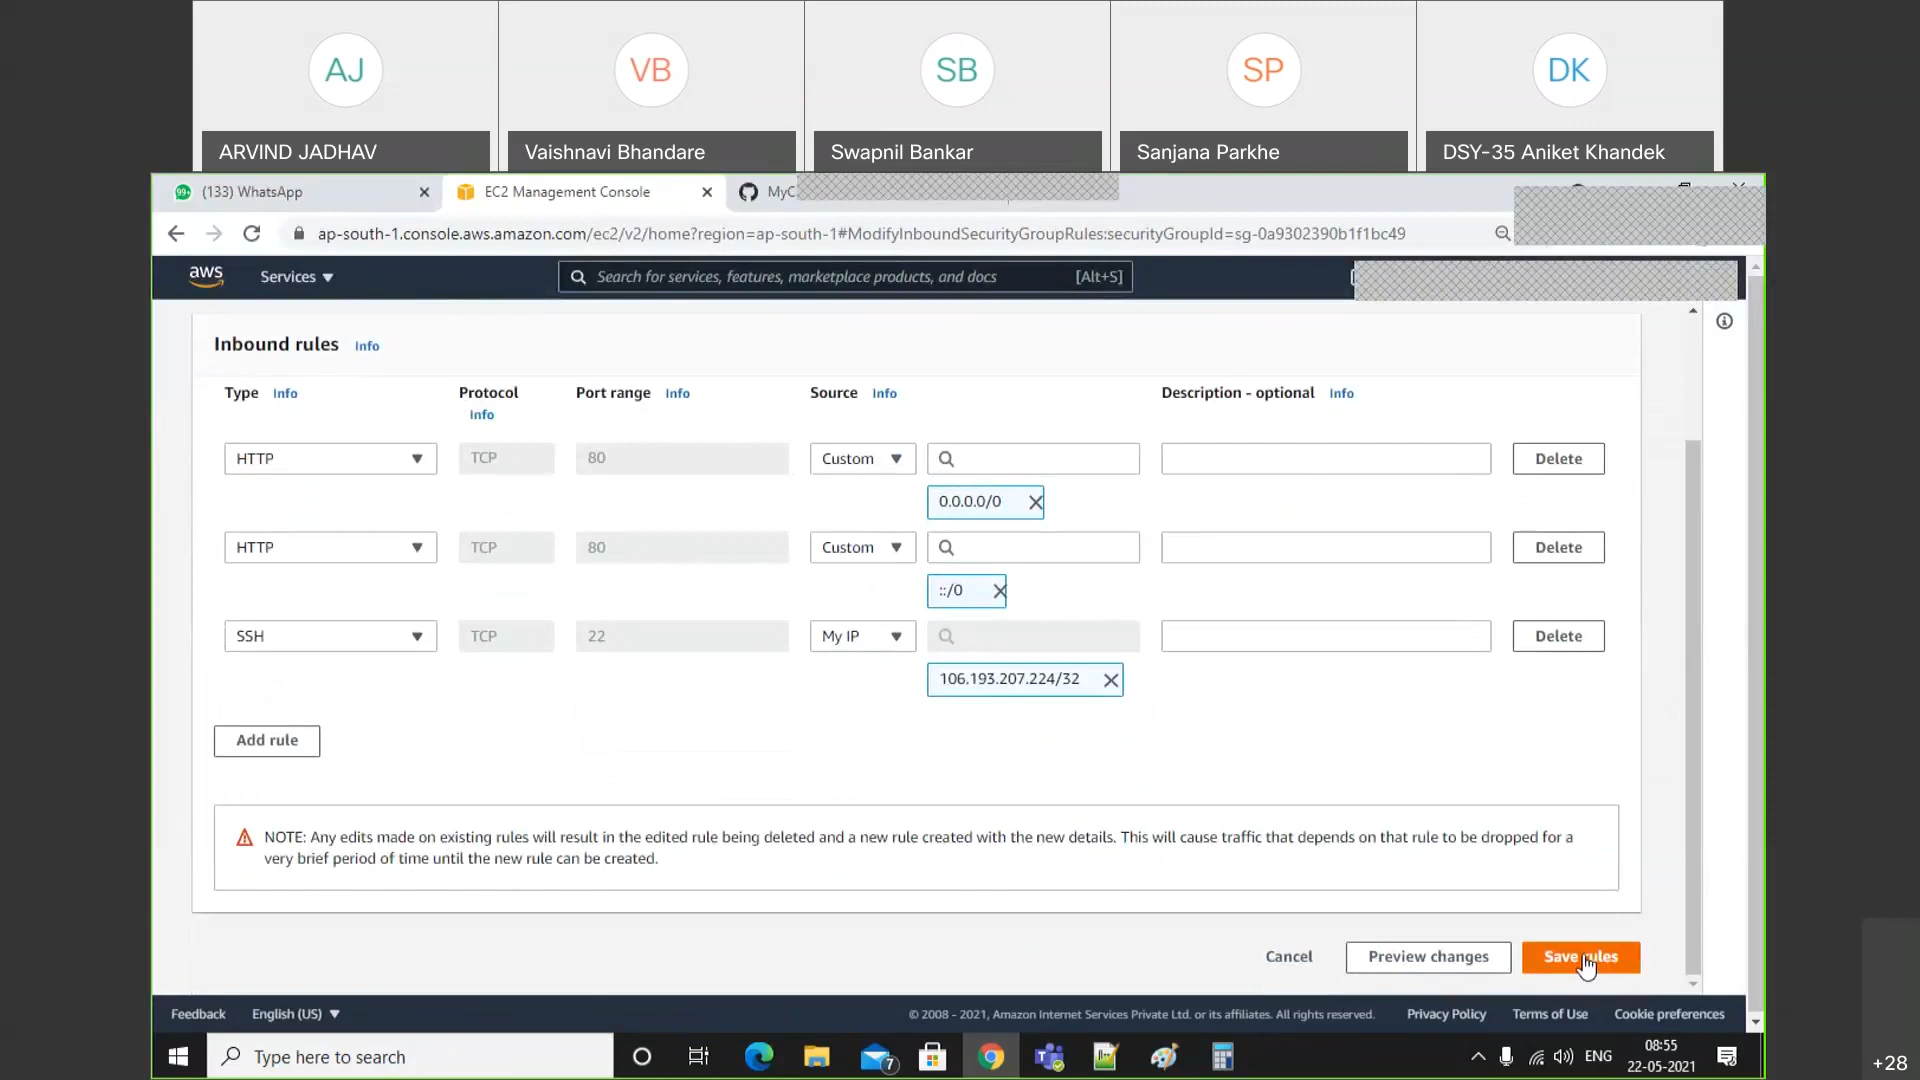 AJ
VB
SB
SP
DK
ARVIND JADHAV
Vaishnavi Bhandare
Swapnil Bankar
Sanjana Parkhe
DSY-35 Aniket Khandek
99+
(133) WhatsApp
EC2 Management Console
MyC
ap-south-1.console.aws.amazon.com/ec2/v2/home?region=ap-south-1#ModifyInboundSecurityGroupRules:securityGroupId=sg-0a9302390b1f1bc49
aws
Services
Search for services, features, marketplace products, and docs
[Alt+S]
Inbound rules Info
Type Info
Protocol Info
Port range Info
Source Info
Description - optional Info
HTTP TCP 80 Custom Delete
0.0.0.0/0
HTTP TCP 80 Custom Delete
::/0
SSH TCP 22 My IP Delete
106.193.207.224/32
Add rule
NOTE: Any edits made on existing rules will result in the edited rule being deleted and a new rule created with the new details. This will cause traffic that depends on that rule to be dropped for a
very brief period of time until the new rule can be created.
Cancel
Preview changes
Save rules
Feedback
English (US)
© 2008 - 2021, Amazon Internet Services Private Ltd. or its affiliates. All rights reserved.
Privacy Policy
Terms of Use
Cookie preferences
Type here to search
7
ENG
08:55
22-05-2021
+28